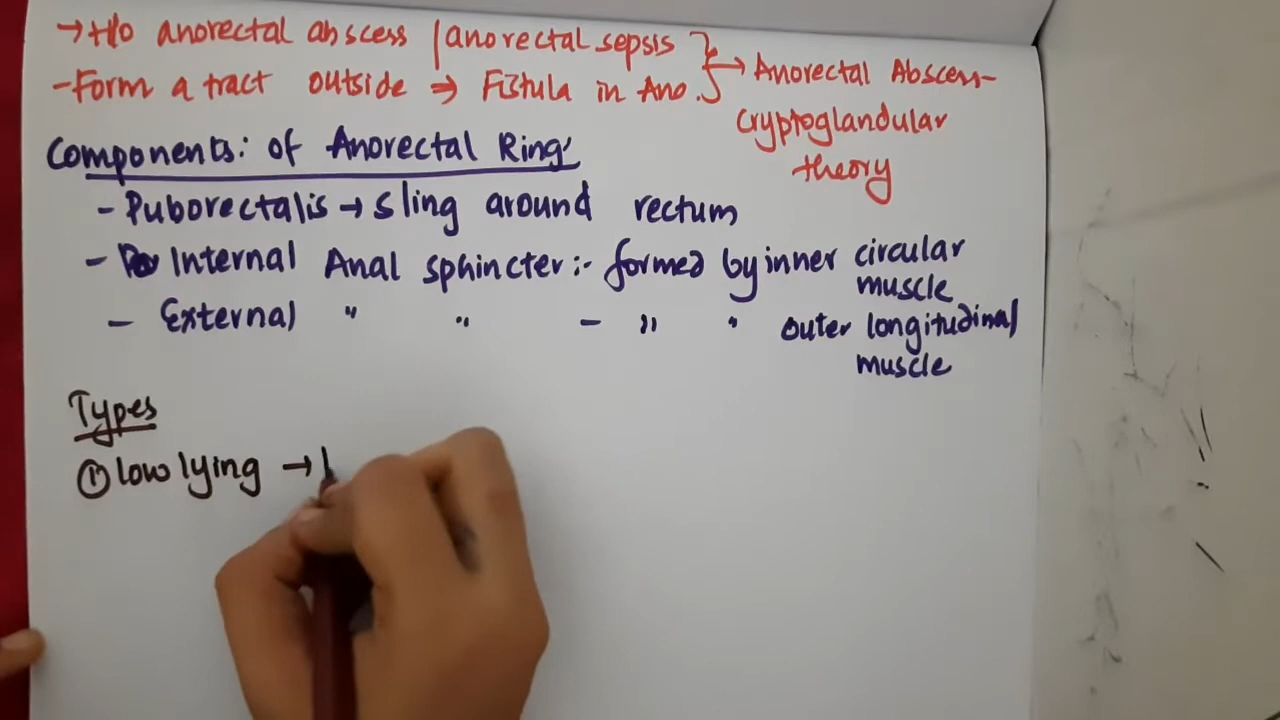 → H/o anorectal abscess / anorectal sepsis
- Form a tract outside ⇒ Fistula in Ano.
→ Anorectal Abscess-
cryptoglandular
theory
Components: of Anorectal Ring
- Puborectalis → sling around rectum
- Internal Anal sphincter :- formed by inner circular
muscle
- External " " - " " outer longitudinal
muscle
Types
① low lying →